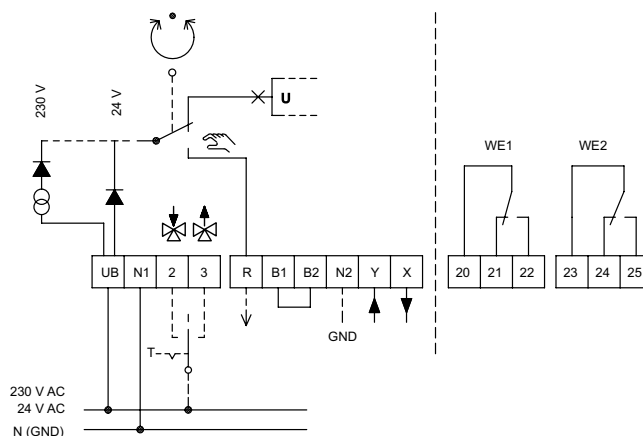 230 V
24 V
U
WE1
WE2
UB N1 2 3
R B1 B2 N2 Y X
20 21 22
23 24 25
GND
T
230 V AC
24 V AC
N (GND)